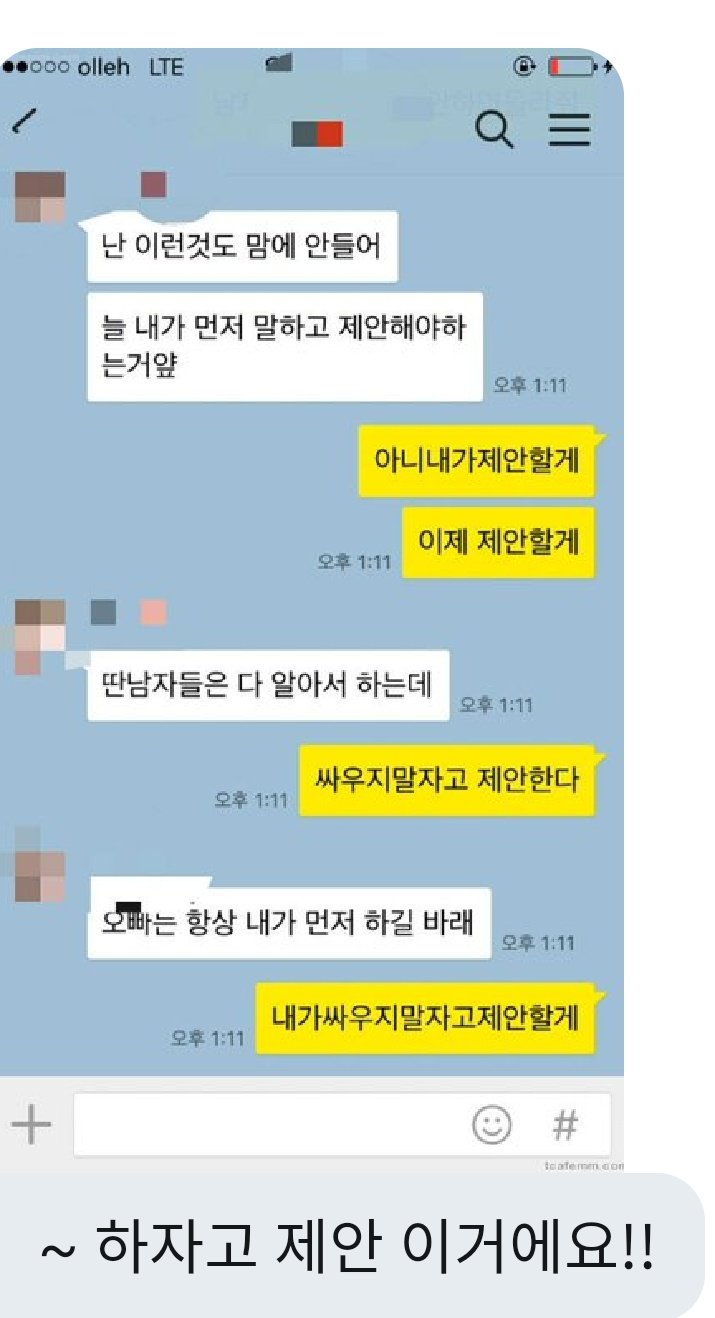 olleh LTE
난 이런것도 맘에 안들어
늘 내가 먼저 말하고 제안해야하
는거얖
오후 1:11
아니내가제안할게
이제 제안할게
오후 1:11
딴남자들은 다 알아서 하는데
오후 1:11
싸우지말자고 제안한다
오후 1:11
오빠는 항상 내가 먼저 하길 바래
오후 1:11
내가싸우지말자고제안할게
오후 1:11
#
~ 하자고 제안 이거에요!!